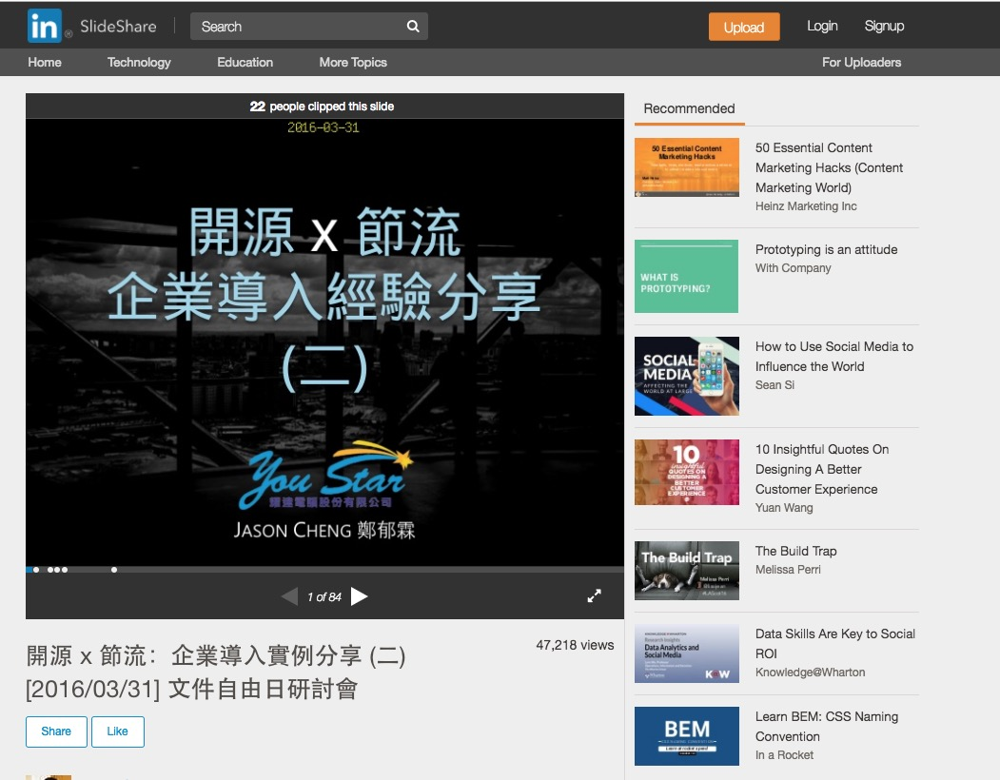 in SlideShare
Search
Upload
Login
Signup
Home
Technology
Education
More Topics
For Uploaders
22 people clipped this slide
2016-03-31
開源 x 節流
企業導入經驗分享
(二)
You Star
耀達電腦股份有限公司
JASON CHENG 鄭郁霖
1 of 84
開源 x 節流：企業導入實例分享 (二)
[2016/03/31] 文件自由日研討會
47,218 views
Share
Like
Recommended
50 Essential Content
Marketing Hacks
50 Essential Content
Marketing Hacks (Content
Marketing World)
Heinz Marketing Inc
WHAT IS
PROTOTYPING?
Prototyping is an attitude
With Company
SOCIAL
MEDIA
AFFECTING THE
WORLD AT LARGE
How to Use Social Media to
Influence the World
Sean Si
10
insightful
QUOTES ON
DESIGNING A
BETTER
CUSTOMER
EXPERIENCE
10 Insightful Quotes On
Designing A Better
Customer Experience
Yuan Wang
The Build Trap
Melissa Perri
The Build Trap
Melissa Perri
Data Analytics and
Social Media
KW
Data Skills Are Key to Social
ROI
Knowledge@Wharton
BEM
Learn BEM: CSS Naming
Convention
In a Rocket